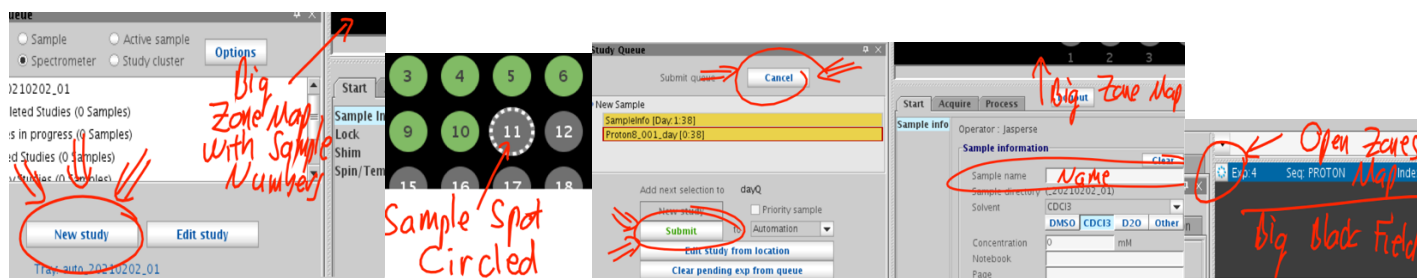 ueue
Sample
Active sample
Spectrometer
Study cluster
Options
0210202_01
leted Studies (0 Samples)
es in progress (0 Samples)
ed Studies (0
New study
Edit study
Tray: auto_20210202_01
Big
Zone Map
with Sample
Number
Start
Sample In
Lock
Shim
Spin/Tem
3 4 5 6
9 10 11 12
15 16 17 18
Sample Spot
Circled
Study Queue
Submit queue
Cancel
New Sample
SampleInfo [Day:1:38]
Proton8_001_day [0:38]
Add next selection to dayQ
New study
Priority sample
Submit
to
Automation
Edit study from location
Clear pending exp from queue
1 2 3
Big Zone Map
Start Acquire Process
Sample info
Operator : Jasperse
Sample information
Clear
Sample name
Name
Sample directory
(_20210202_01)
Solvent
CDCl3
DMSO CDCl3 D2O Other
Concentration
0
mM
Notebook
Page
Open Zones
Map
Exp:4
Seq: PROTON
Index
Big Black Field